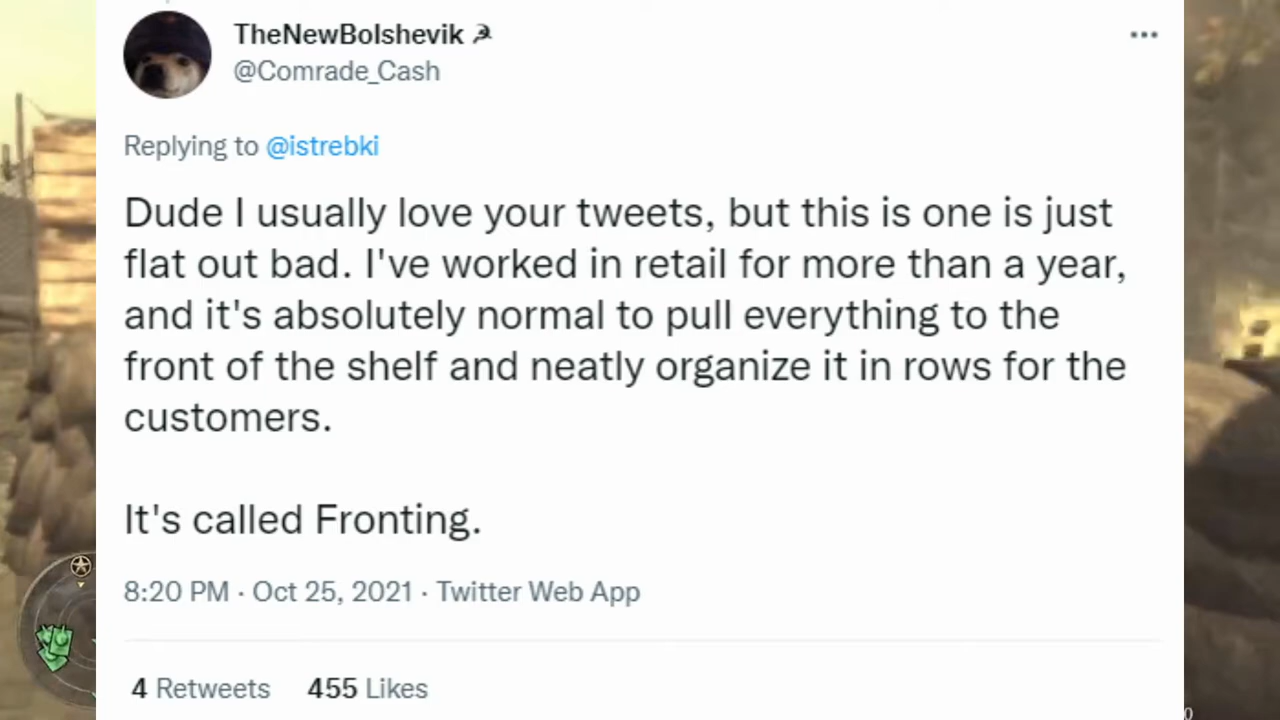 TheNewBolshevik ☭
@Comrade_Cash
Replying to @istrebki
Dude I usually love your tweets, but this is one is just
flat out bad. I've worked in retail for more than a year,
and it's absolutely normal to pull everything to the
front of the shelf and neatly organize it in rows for the
customers.
It's called Fronting.
8:20 PM · Oct 25, 2021 · Twitter Web App
4 Retweets 455 Likes
0